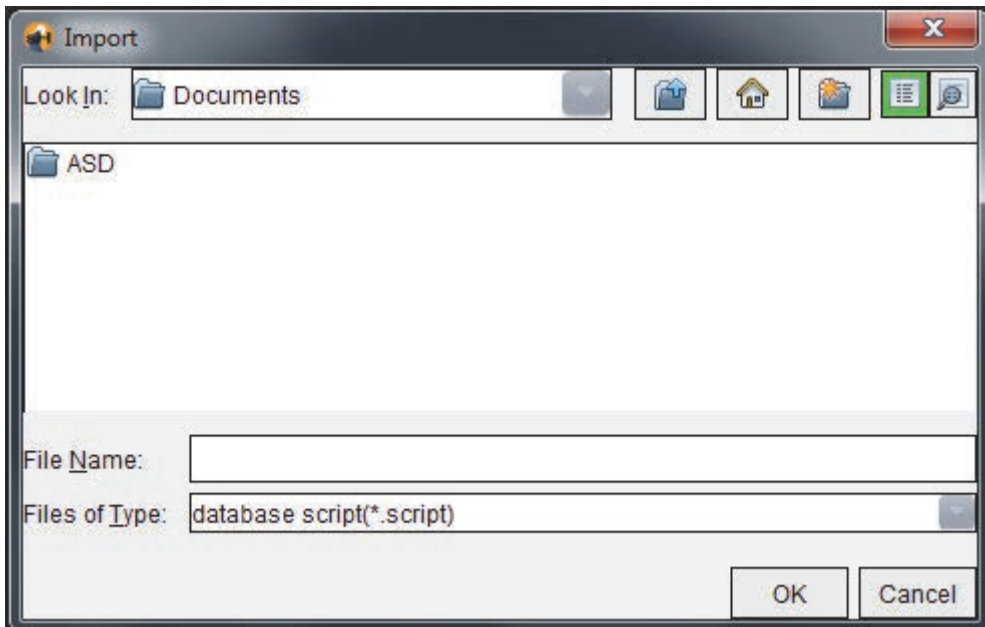 Import
Look In: Documents
ASD
File Name:
Files of Type: database script(*.script)
OK Cancel